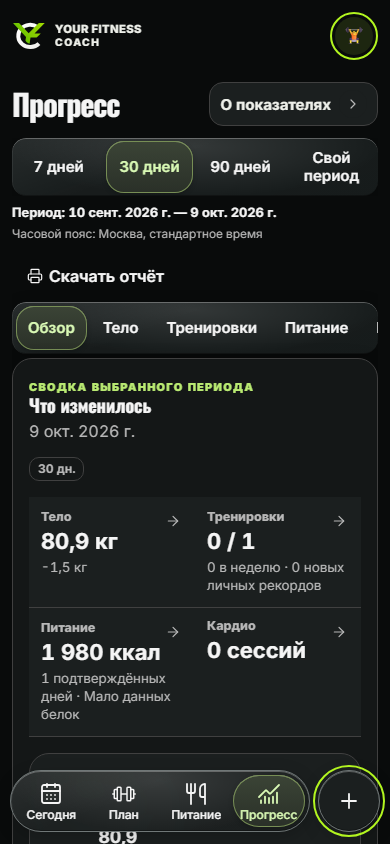 YOUR FITNESS
COACH
Прогресс
О показателях
7 дней
30 дней
90 дней
Свой
период
Период: 10 сент. 2026 г. — 9 окт. 2026 г.
Часовой пояс: Москва, стандартное время
Скачать отчёт
Обзор
Тело
Тренировки
Питание
СВОДКА ВЫБРАННОГО ПЕРИОДА
Что изменилось
9 окт. 2026 г.
30 дн.
Тело
80,9 кг
-1,5 кг
Тренировки
0 / 1
0 в неделю · 0 новых
личных рекордов
Питание
1 980 ккал
1 подтверждённых
дней · Мало данных
белок
Кардио
0 сессий
Сегодня
План
Питание
Прогресс
80,9